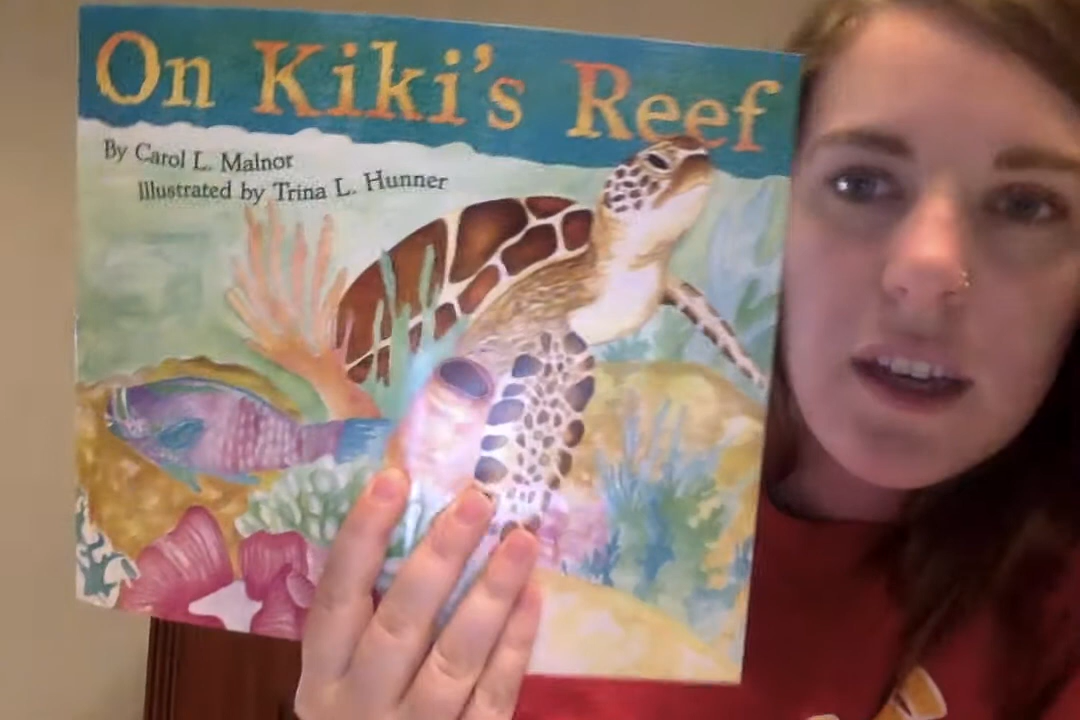 On Kiki's Reef
By Carol L. Malnor
Illustrated by Trina L. Hunner